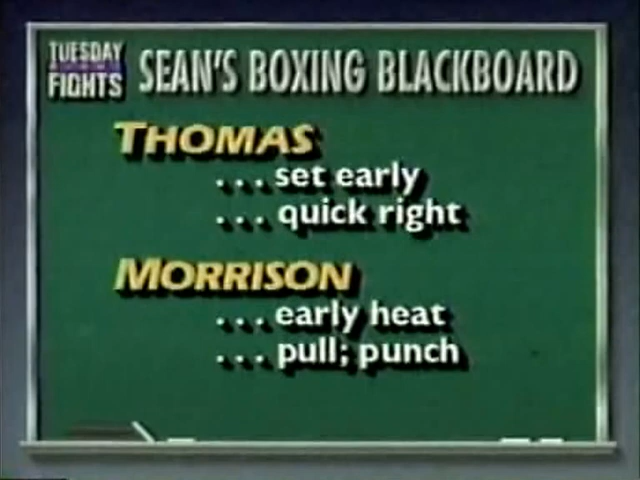 TUESDAY
FIGHTS
SEAN'S BOXING BLACKBOARD
THOMAS
...set early
...quick right
MORRISON
...early heat
...pull; punch